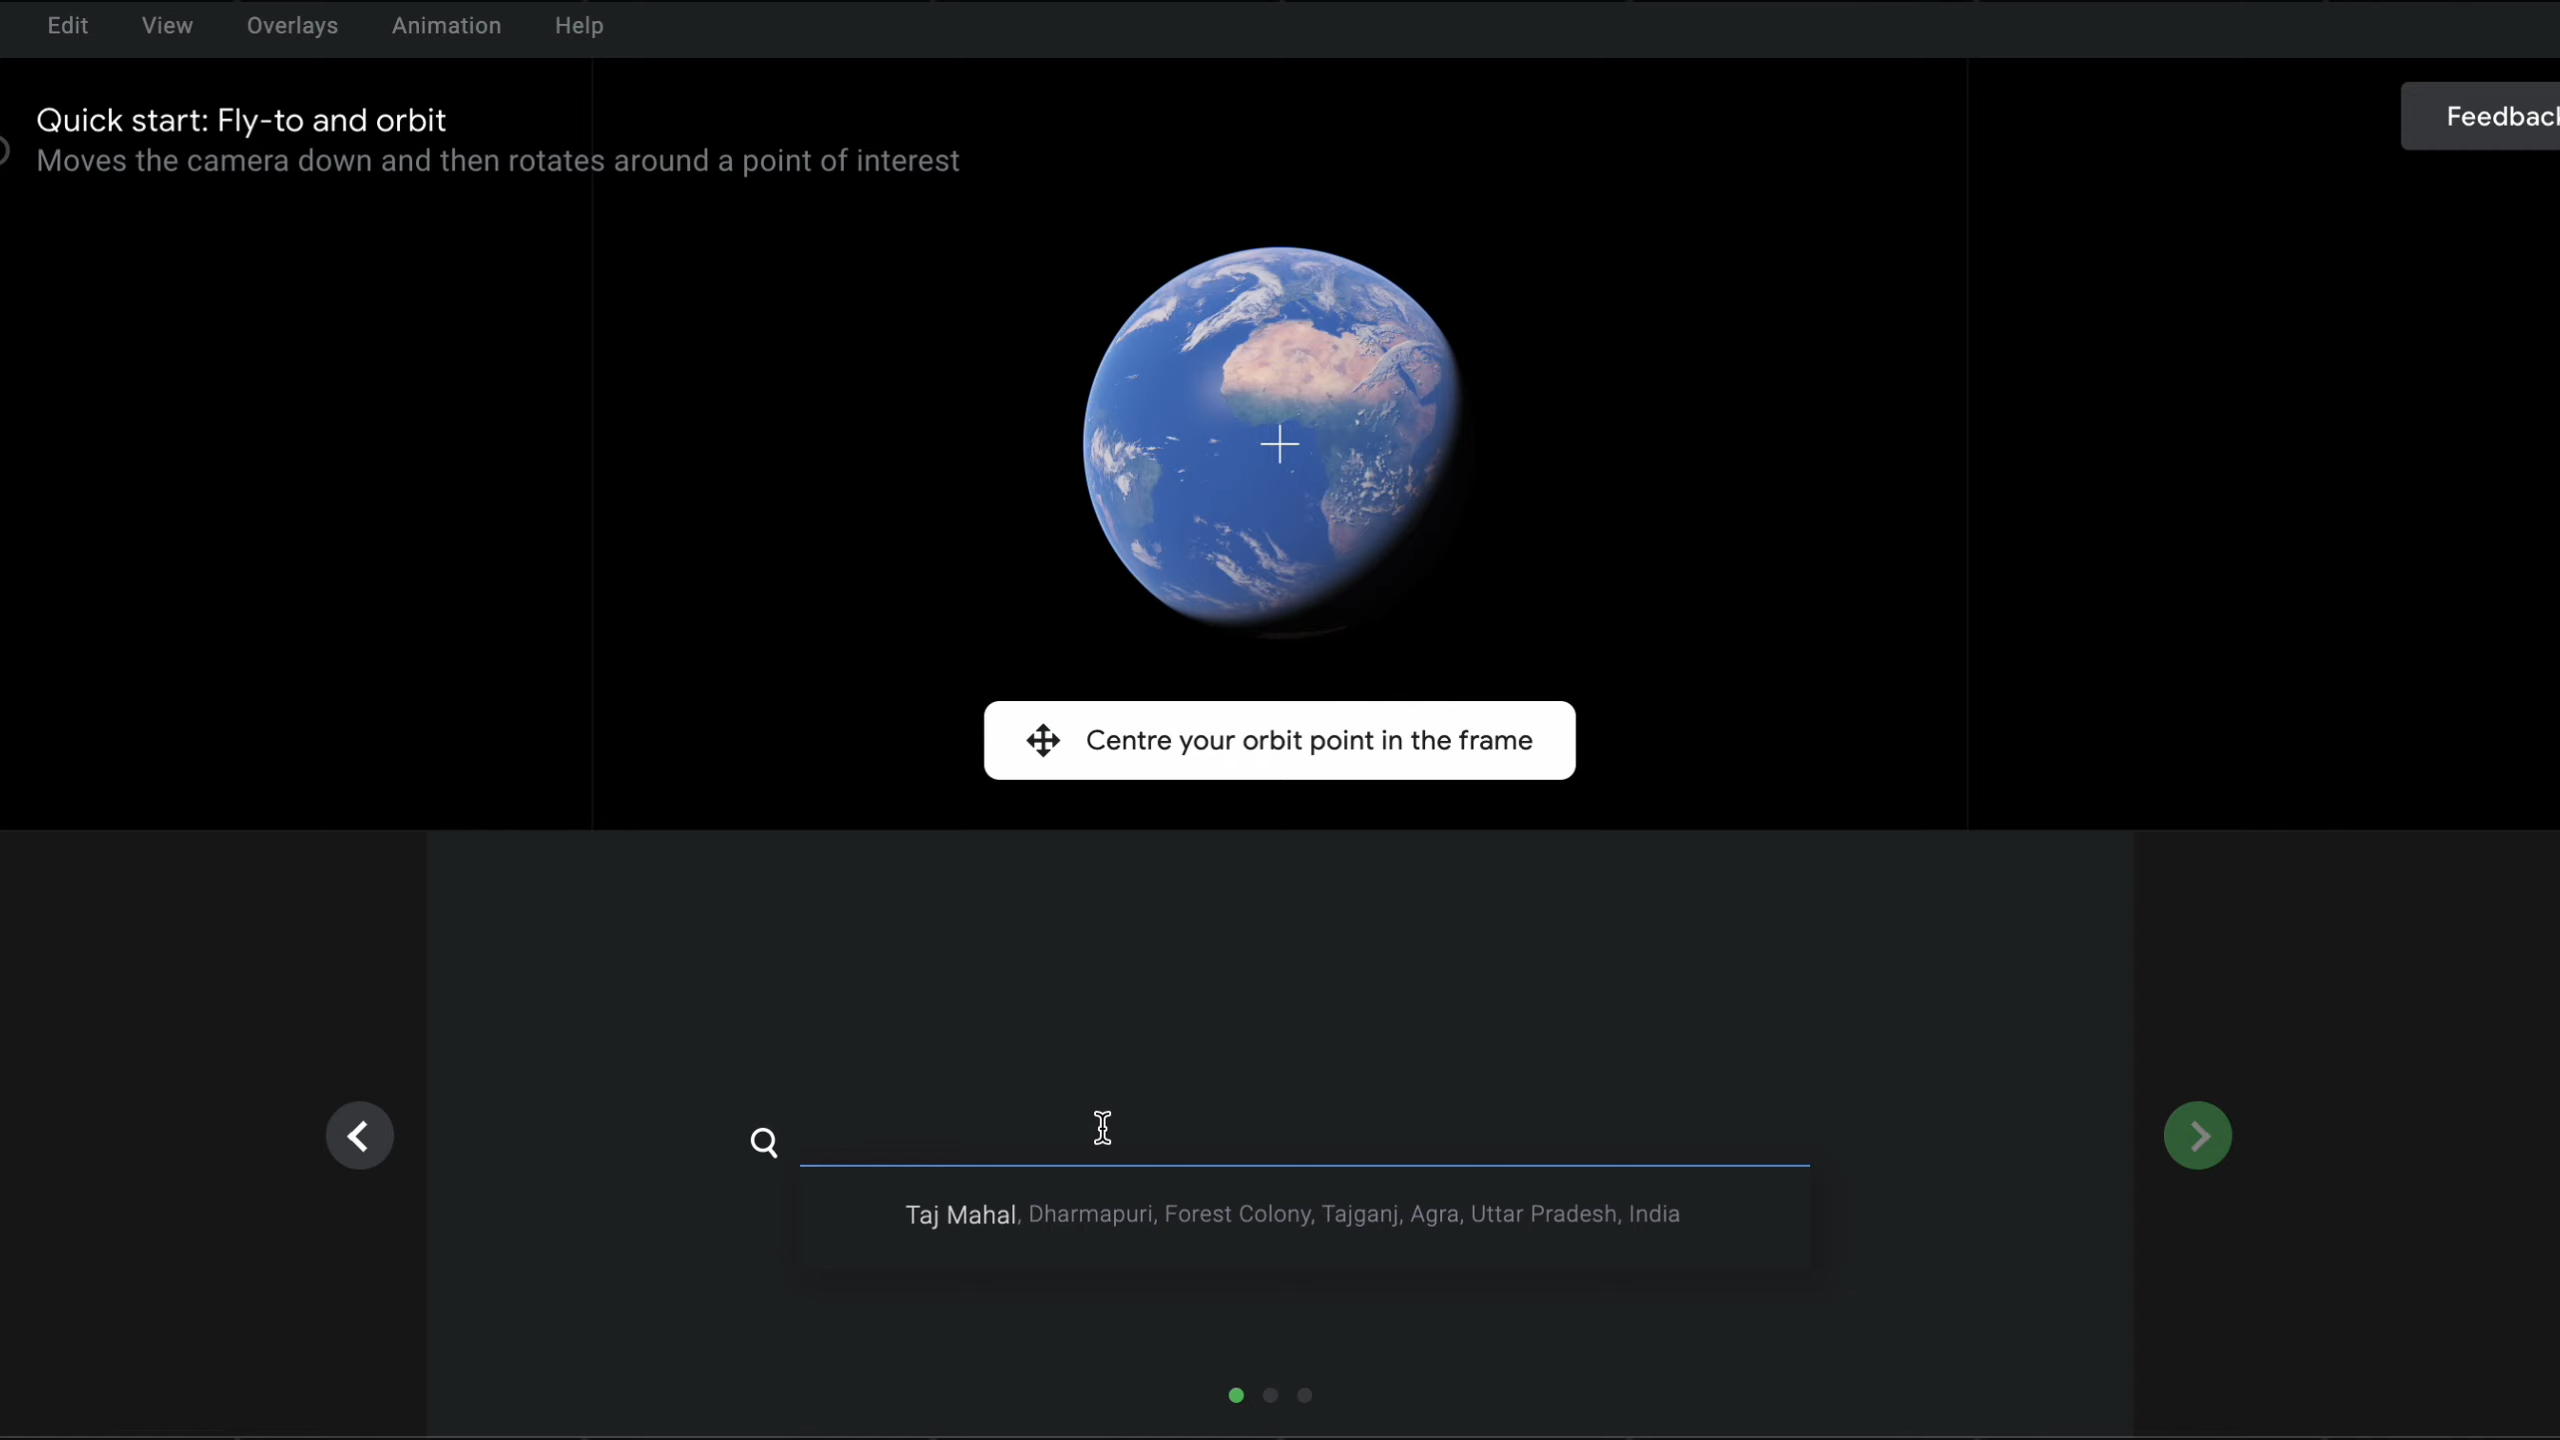 Edit View Overlays Animation Help
Quick start: Fly-to and orbit
Moves the camera down and then rotates around a point of interest
Feedback
Centre your orbit point in the frame
Taj Mahal, Dharmapuri, Forest Colony, Tajganj, Agra, Uttar Pradesh, India